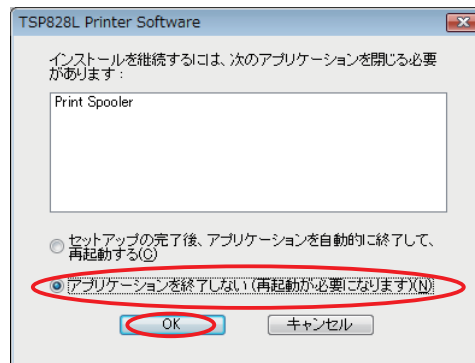 TSP828L Printer Software
インストールを継続するには、次のアプリケーションを閉じる必要
があります：
Print Spooler
セットアップの完了後、アプリケーションを自動的に終了して、
再起動する(C)
アプリケーションを終了しない(再起動が必要になります)(N)
OK
キャンセル